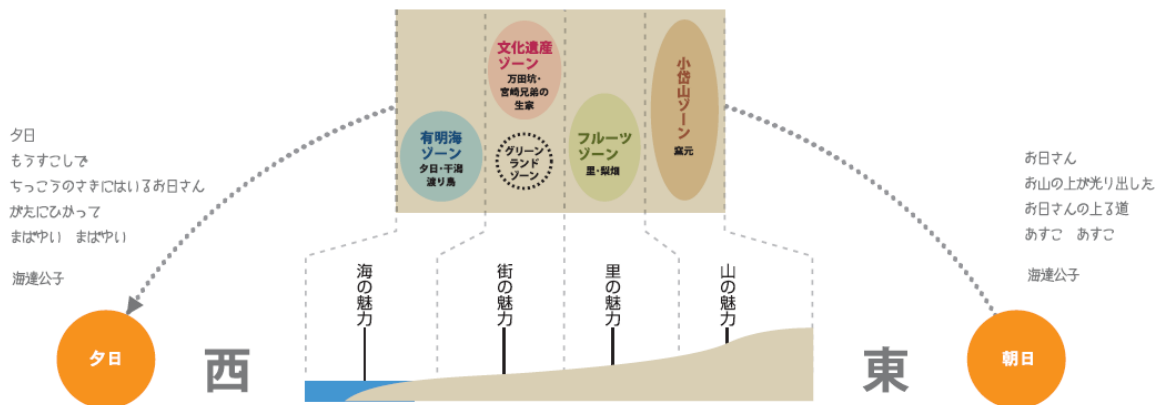 夕日
もうすこしで
ちっこうのさきにはいるお日さん
がたにひかって
まばゆい　まばゆい
海達公子
夕日
西
有明海
ゾーン
夕日・干潟
渡り鳥
文化遺産
ゾーン
万田坑・
宮崎兄弟の
生家
グリーン
ランド
ゾーン
フルーツ
ゾーン
里・梨畑
小岱山ゾーン
窯元
海の魅力
街の魅力
里の魅力
山の魅力
お日さん
お山の上が光り出した
お日さんの上る道
あすこ　あすこ
海達公子
東
朝日